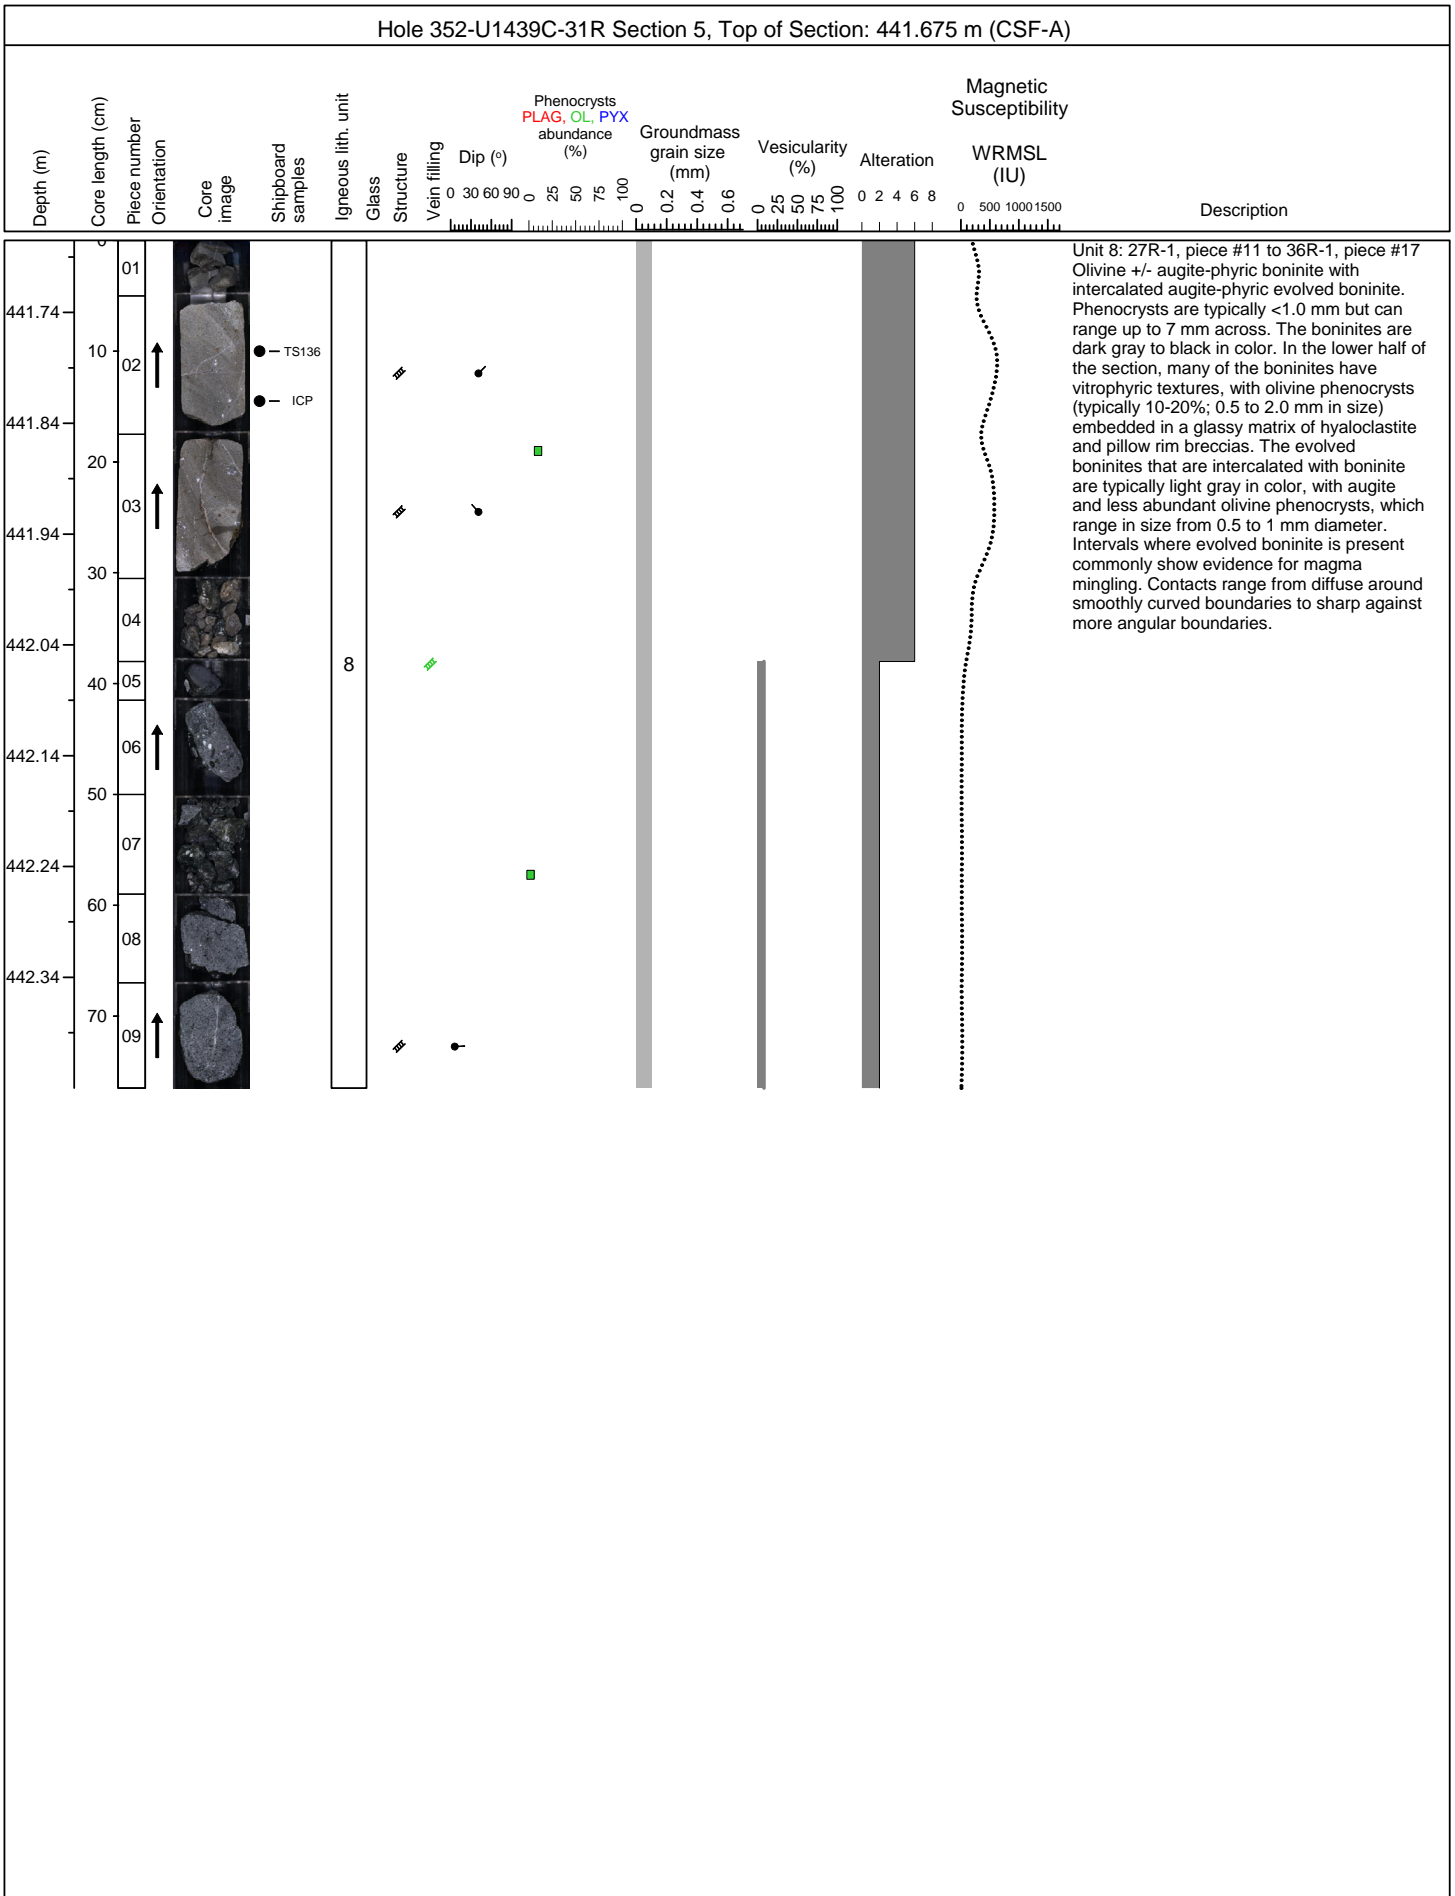 Hole 352-U1439C-31R Section 5, Top of Section: 441.675 m (CSF-A)
Depth (m)
Core length (cm)
Piece number
Orientation
Core
image
Shipboard
samples
Igneous lith. unit
Glass
Structure
Vein filling
Dip (°)
0 30 60 90
Phenocrysts
PLAG, OL, PYX
abundance
(%)
0 25 50 75 100
Groundmass
grain size
(mm)
0 0.2 0.4 0.6
Vesicularity
(%)
0 25 50 75 100
Alteration
0 2 4 6 8
Magnetic
Susceptibility
WRMSL
(IU)
0 500 1000 1500
Description
441.74
441.84
441.94
442.04
442.14
442.24
442.34
0
10
20
30
40
50
60
70
01
02
03
04
05
06
07
08
09
TS136
ICP
8
Unit 8: 27R-1, piece #11 to 36R-1, piece #17
Olivine +/- augite-phyric boninite with
intercalated augite-phyric evolved boninite.
Phenocrysts are typically <1.0 mm but can
range up to 7 mm across. The boninites are
dark gray to black in color. In the lower half of
the section, many of the boninites have
vitrophyric textures, with olivine phenocrysts
(typically 10-20%; 0.5 to 2.0 mm in size)
embedded in a glassy matrix of hyaloclastite
and pillow rim breccias. The evolved
boninites that are intercalated with boninite
are typically light gray in color, with augite
and less abundant olivine phenocrysts, which
range in size from 0.5 to 1 mm diameter.
Intervals where evolved boninite is present
commonly show evidence for magma
mingling. Contacts range from diffuse around
smoothly curved boundaries to sharp against
more angular boundaries.